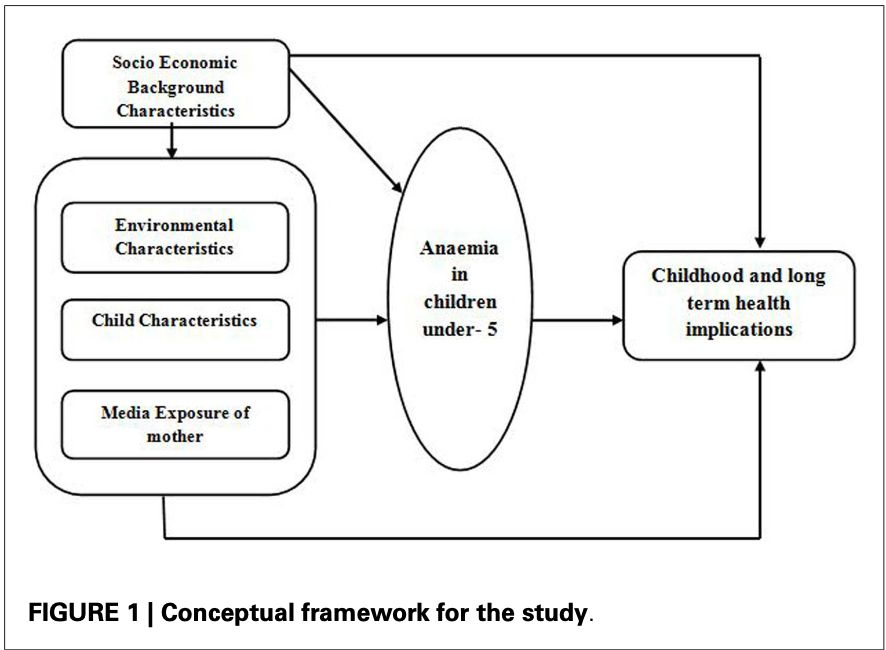 Socio Economic
Background
Characteristics
Environmental
Characteristics
Child Characteristics
Media Exposure of
mother
Anaemia
in
children
under- 5
Childhood and long
term health
implications
FIGURE 1 | Conceptual framework for the study.